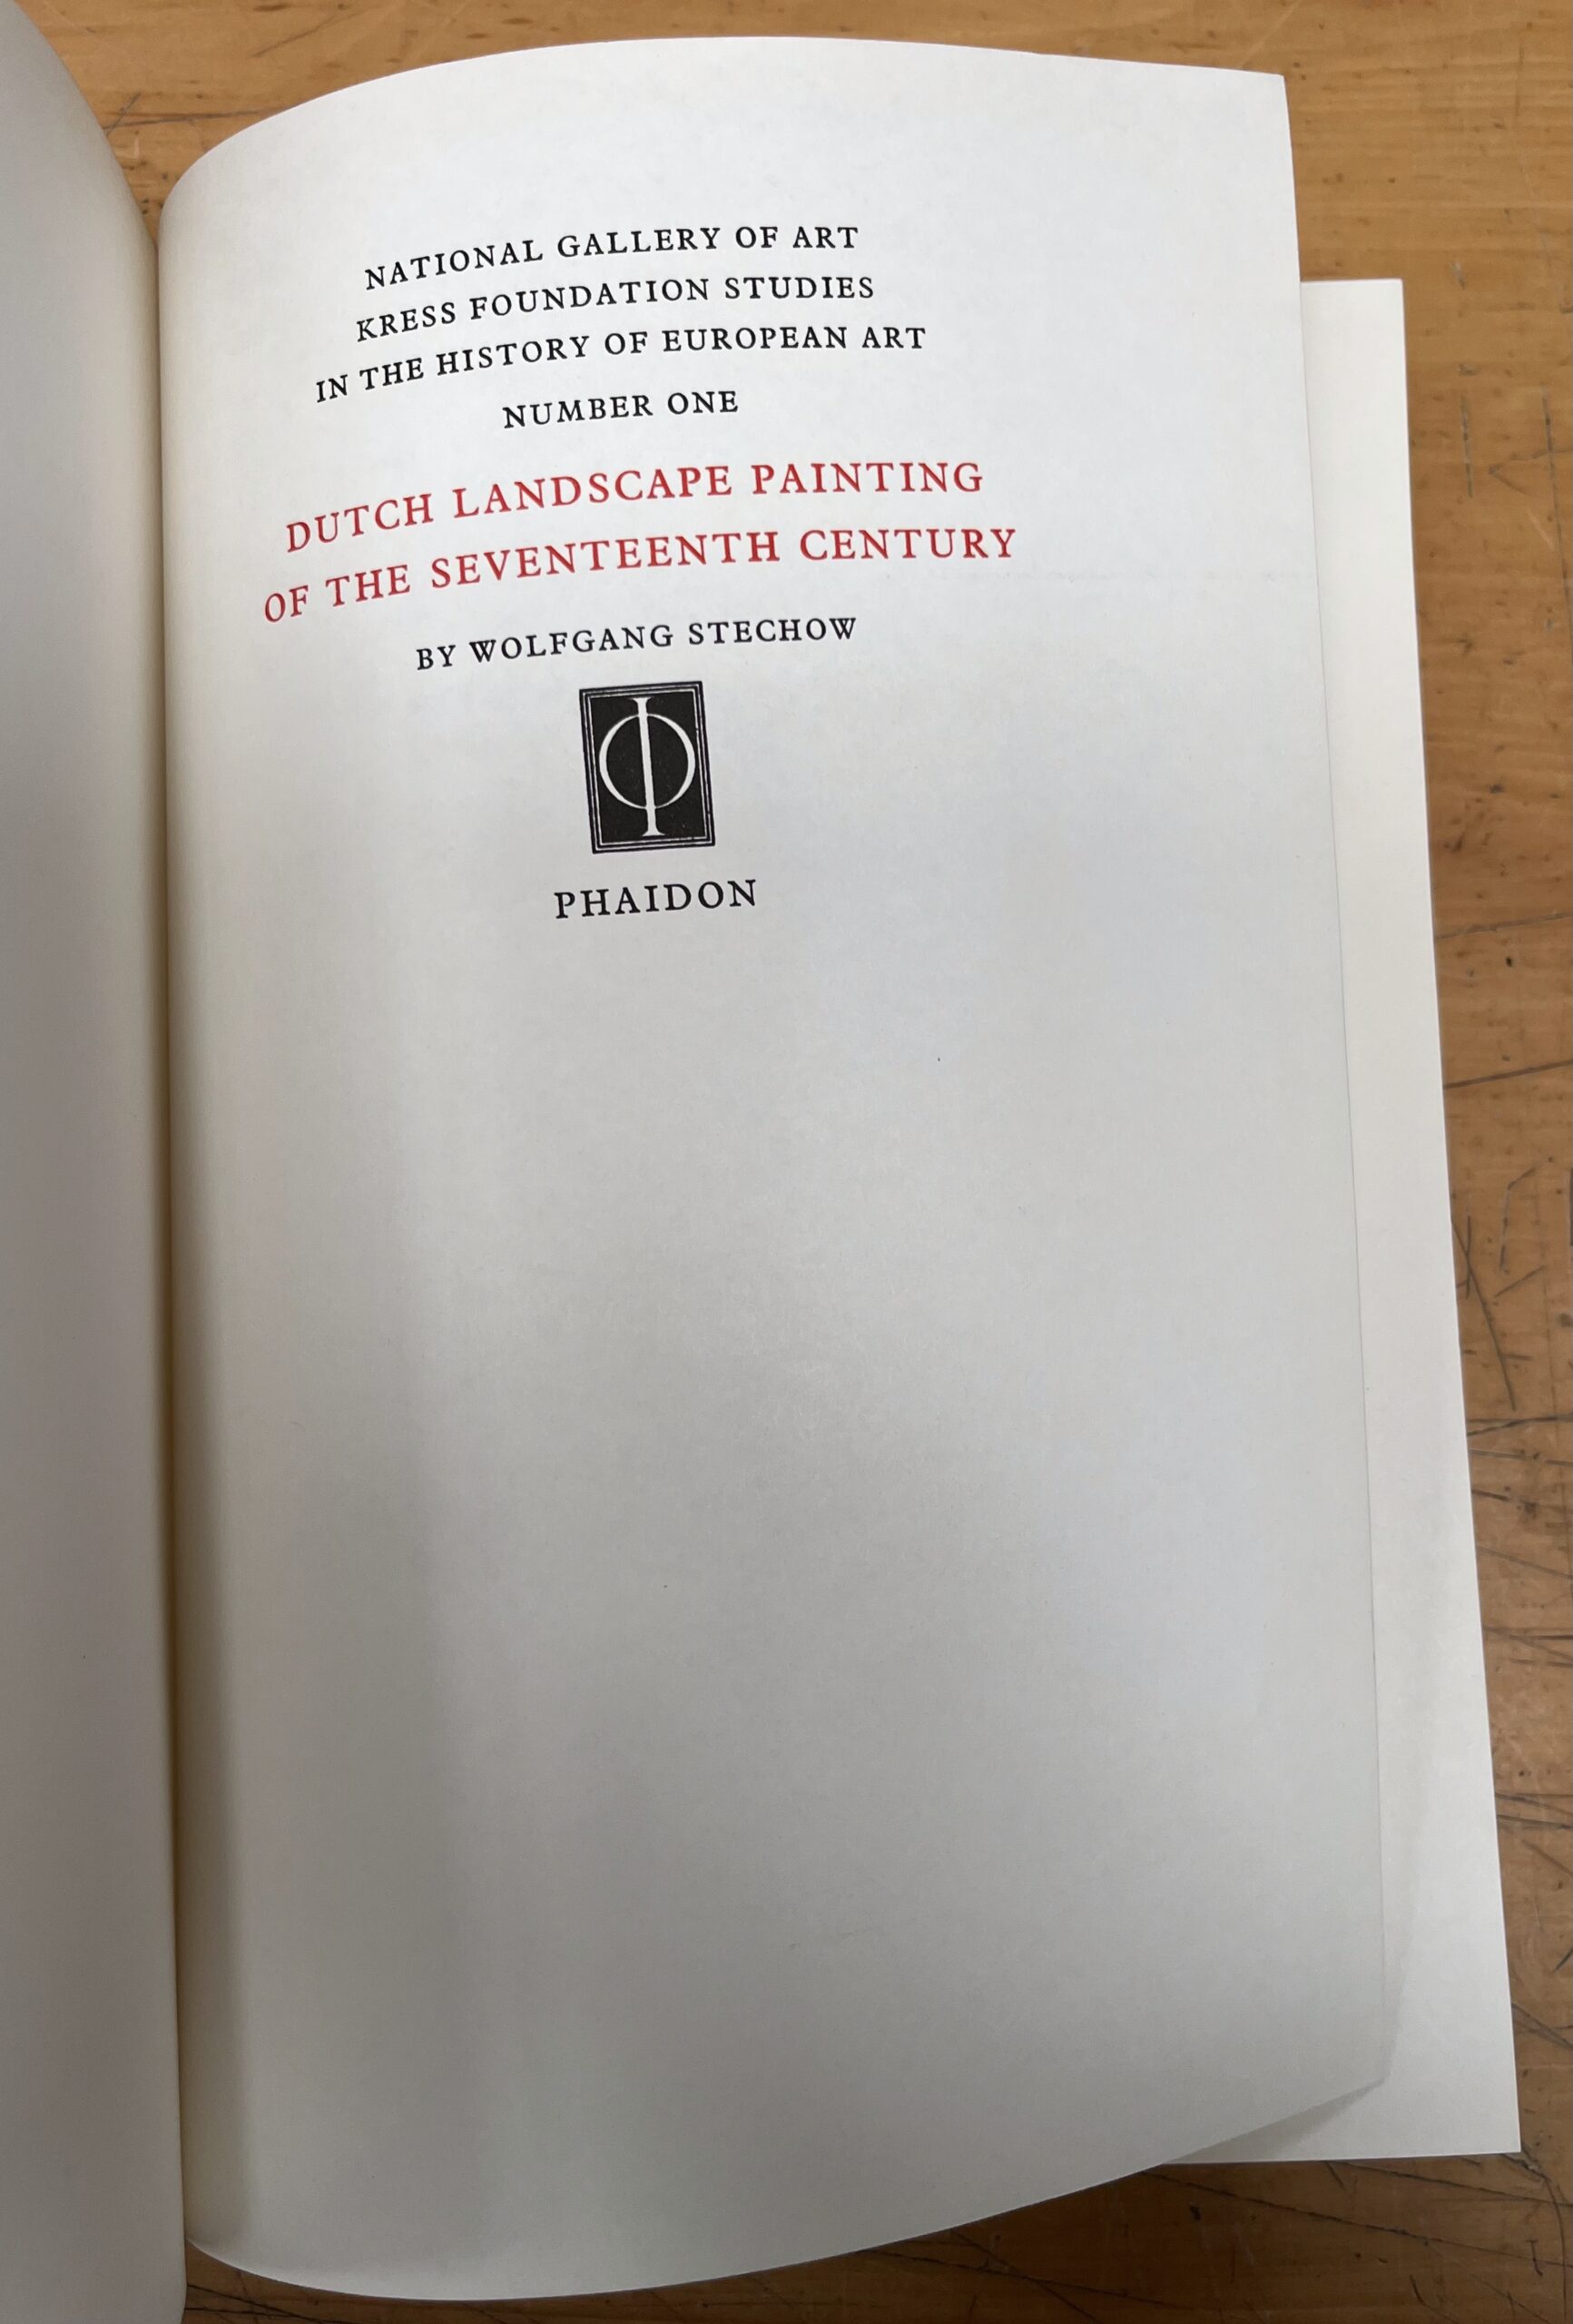 NATIONAL GALLERY OF ART
KRESS FOUNDATION STUDIES
IN THE HISTORY OF EUROPEAN ART
NUMBER ONE
DUTCH LANDSCAPE PAINTING
OF THE SEVENTEENTH CENTURY
BY WOLFGANG STECHOW
Φ
PHAIDON